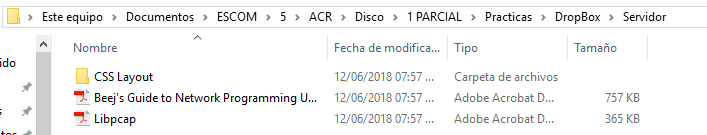 Este equipo > Documentos > ESCOM > 5 > ACR > Disco > 1 PARCIAL > Practicas > DropBox > Servidor
Nombre Fecha de modifica... Tipo Tamaño
ido CSS Layout 12/06/2018 07:57 ... Carpeta de archivos
Beej's Guide to Network Programming U... 12/06/2018 07:57 ... Adobe Acrobat D... 757 KB
Libpcap 12/06/2018 07:57 ... Adobe Acrobat D... 365 KB